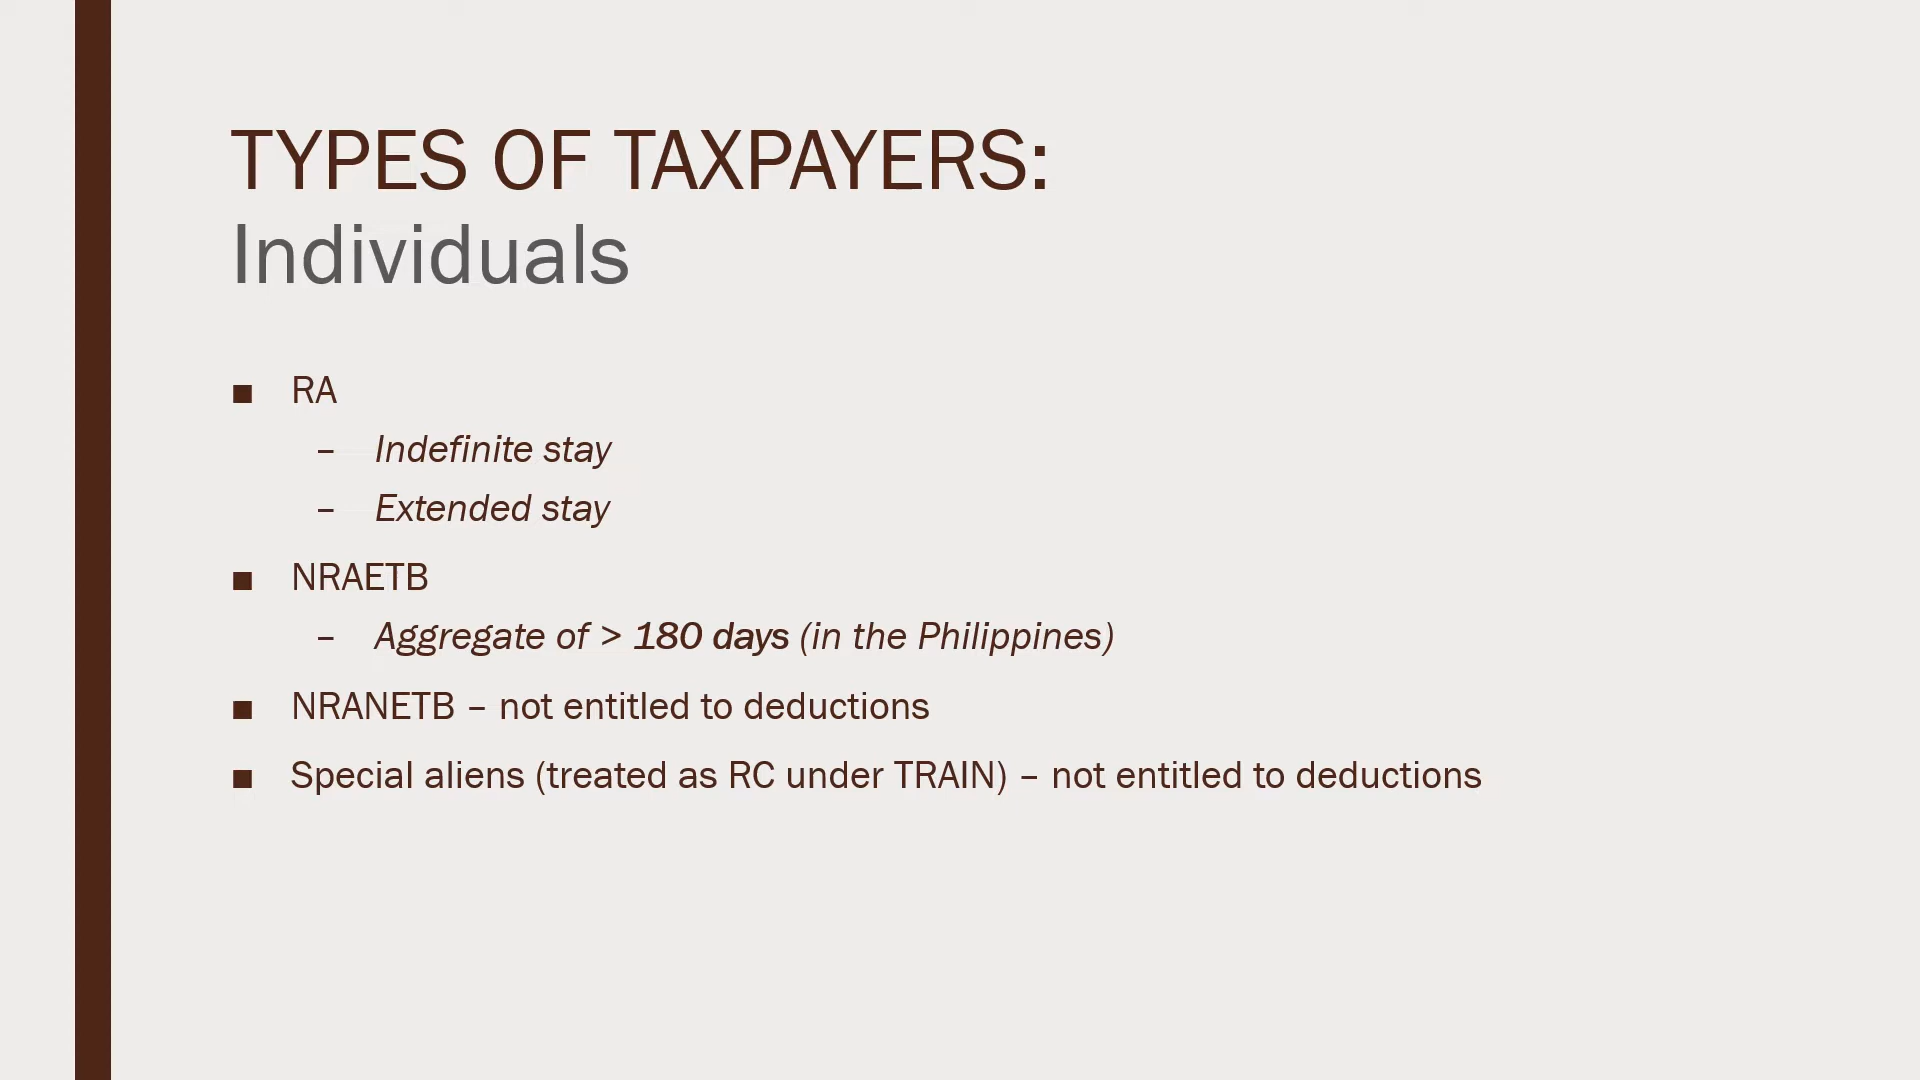 TYPES OF TAXPAYERS:
Individuals
■ RA
– Indefinite stay
– Extended stay
■ NRAETB
– Aggregate of > 180 days (in the Philippines)
■ NRANETB – not entitled to deductions
■ Special aliens (treated as RC under TRAIN) – not entitled to deductions